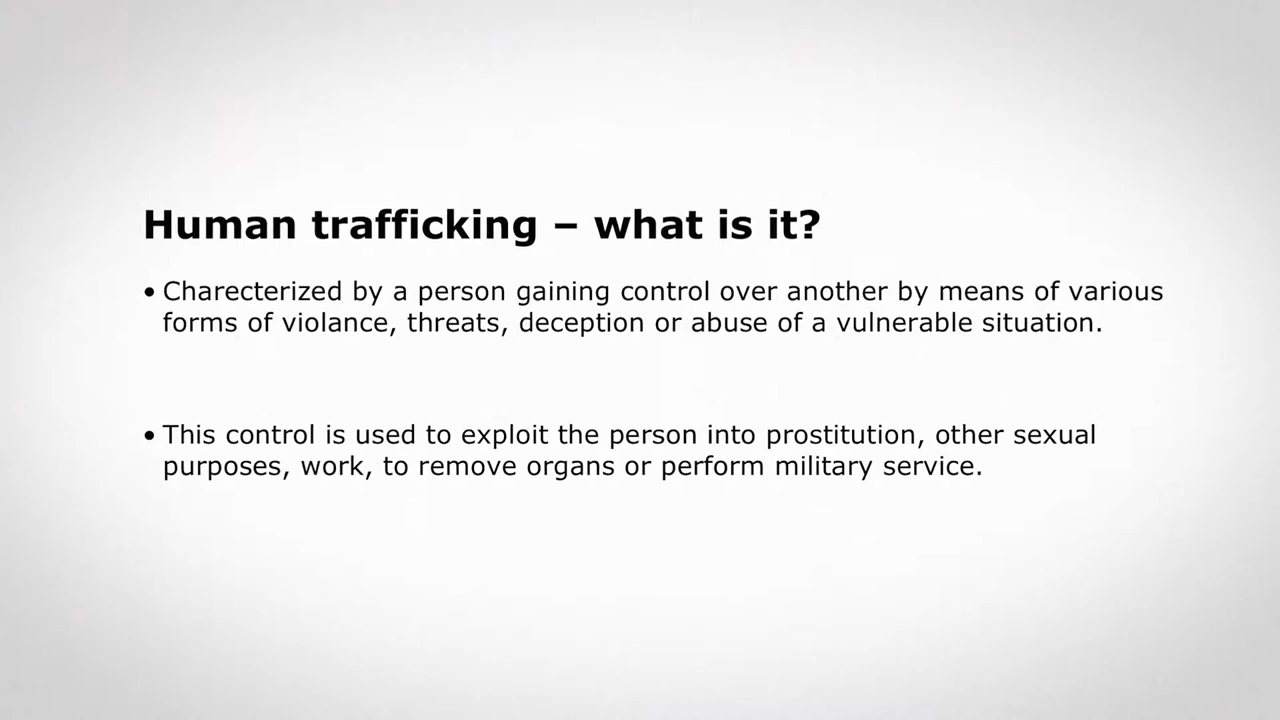 Human trafficking – what is it?
• Charecterized by a person gaining control over another by means of various
forms of violance, threats, deception or abuse of a vulnerable situation.
• This control is used to exploit the person into prostitution, other sexual
purposes, work, to remove organs or perform military service.